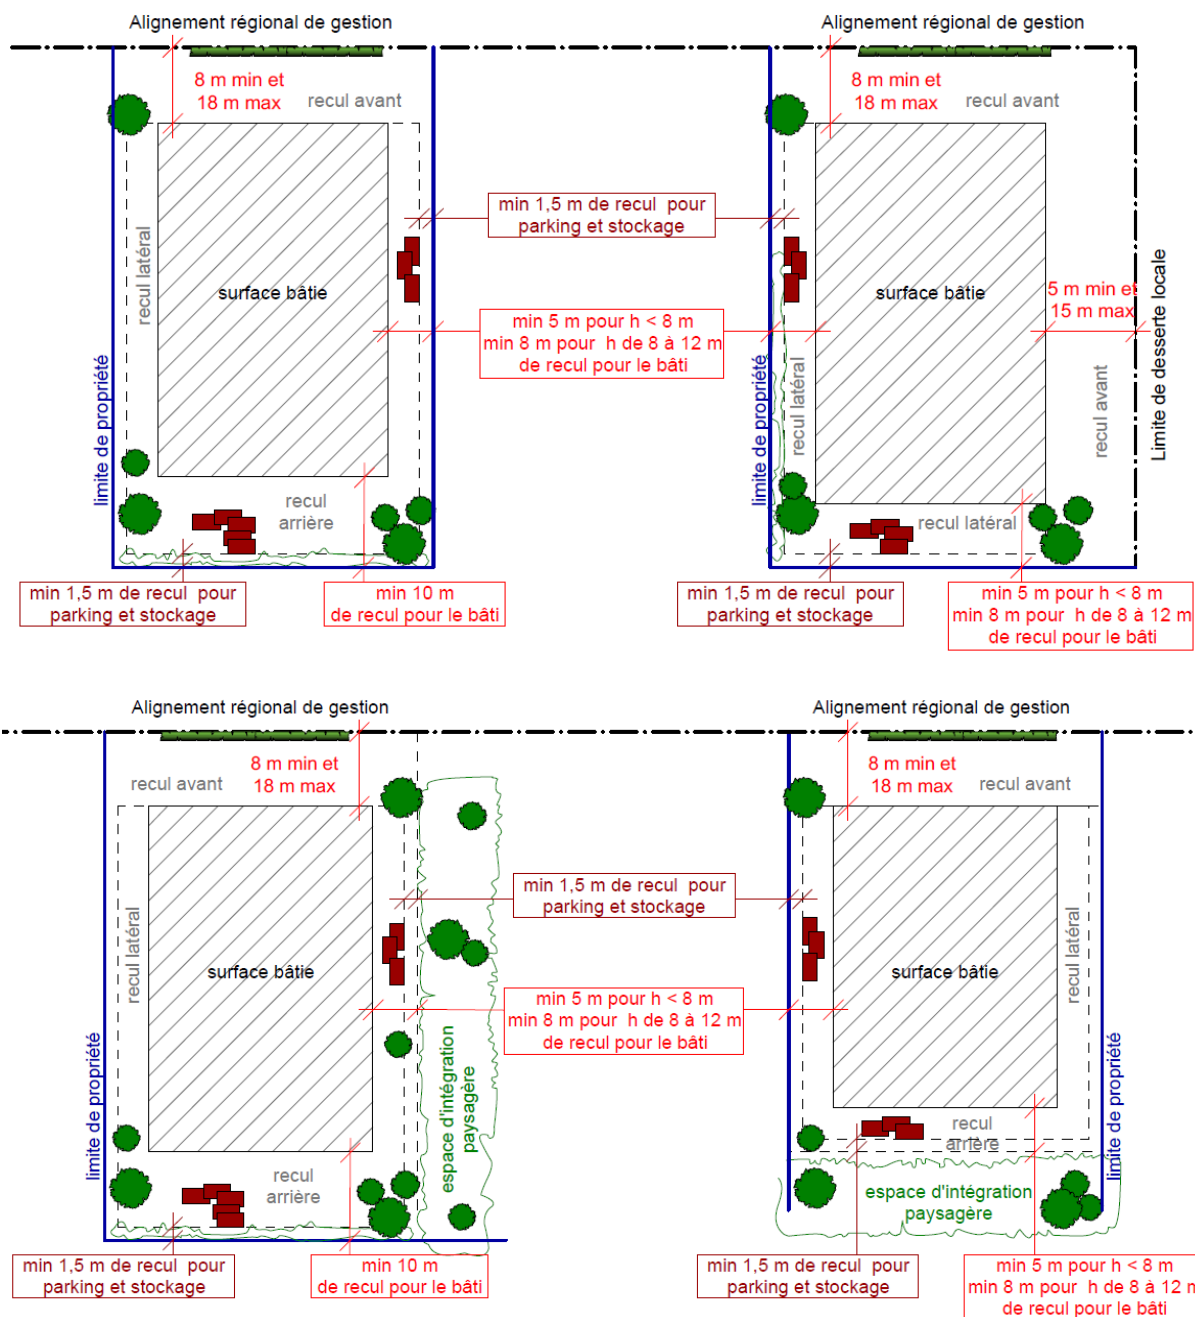 Alignement régional de gestion
Alignement régional de gestion
8 m min et
18 m max
recul avant
8 m min et
18 m max
recul avant
min 1,5 m de recul pour
parking et stockage
recul latéral
surface bâtie
surface bâtie
5 m min et
15 m max
Limite de desserte locale
min 5 m pour h < 8 m
min 8 m pour h de 8 à 12 m
de recul pour le bâti
limite de propriété
limite de propriété
recul latéral
recul avant
recul
arrière
recul latéral
min 1,5 m de recul pour
parking et stockage
min 10 m
de recul pour le bâti
min 1,5 m de recul pour
parking et stockage
min 5 m pour h < 8 m
min 8 m pour h de 8 à 12 m
de recul pour le bâti
Alignement régional de gestion
Alignement régional de gestion
recul avant
8 m min et
18 m max
8 m min et
18 m max
recul avant
min 1,5 m de recul pour
parking et stockage
recul latéral
surface bâtie
surface bâtie
recul latéral
min 5 m pour h < 8 m
min 8 m pour h de 8 à 12 m
de recul pour le bâti
limite de propriété
espace d'intégration
paysagère
limite de propriété
recul
arrière
recul
arrière
espace d'intégration
paysagère
min 1,5 m de recul pour
parking et stockage
min 10 m
de recul pour le bâti
min 1,5 m de recul pour
parking et stockage
min 5 m pour h < 8 m
min 8 m pour h de 8 à 12 m
de recul pour le bâti